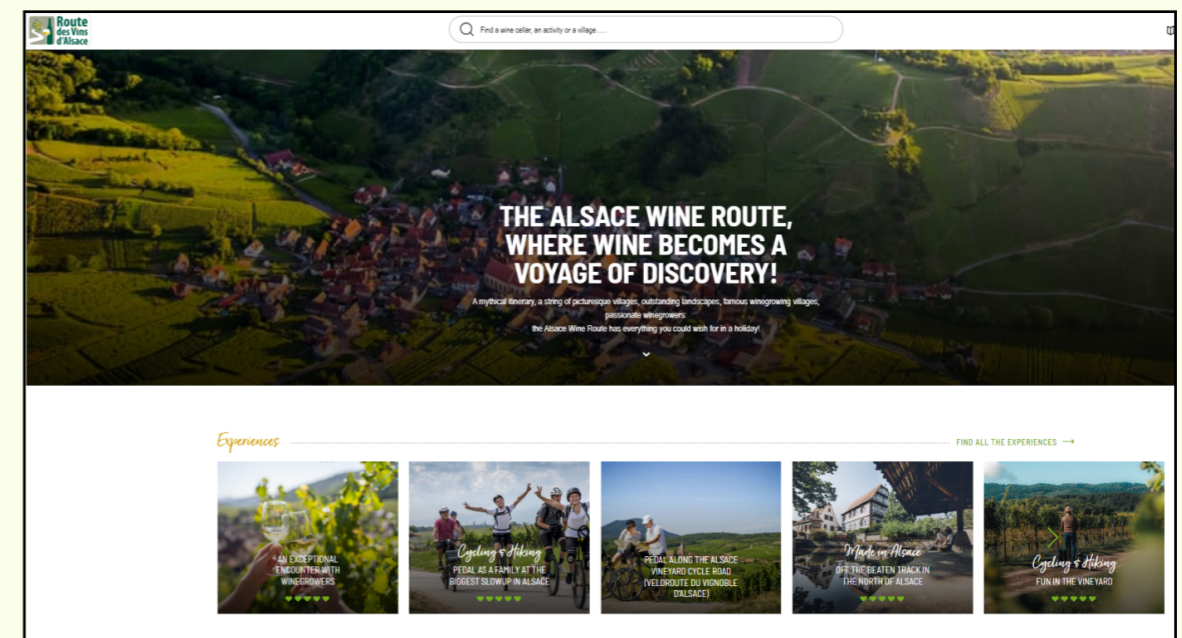 Route
des Vins
d'Alsace
Find a wine cellar, an activity or a village.....
THE ALSACE WINE ROUTE,
WHERE WINE BECOMES A
VOYAGE OF DISCOVERY!
A mythical itinerary, a string of picturesque villages, outstanding landscapes, famous winegrowing villages,
passionate winegrowers:
the Alsace Wine Route has everything you could wish for in a holiday!
Experiences
FIND ALL THE EXPERIENCES →
AN EXCEPTIONAL
ENCOUNTER WITH
WINEGROWERS
Cycling & Hiking
PEDAL AS A FAMILY AT THE
BIGGEST SLOWUP IN ALSACE
PEDAL ALONG THE ALSACE
VINEYARD CYCLE ROAD
(VELOROUTE DU VIGNOBLE
D'ALSACE)
Made in Alsace
OFF THE BEATEN TRACK IN
THE NORTH OF ALSACE
Cycling & Hiking
FUN IN THE VINEYARD